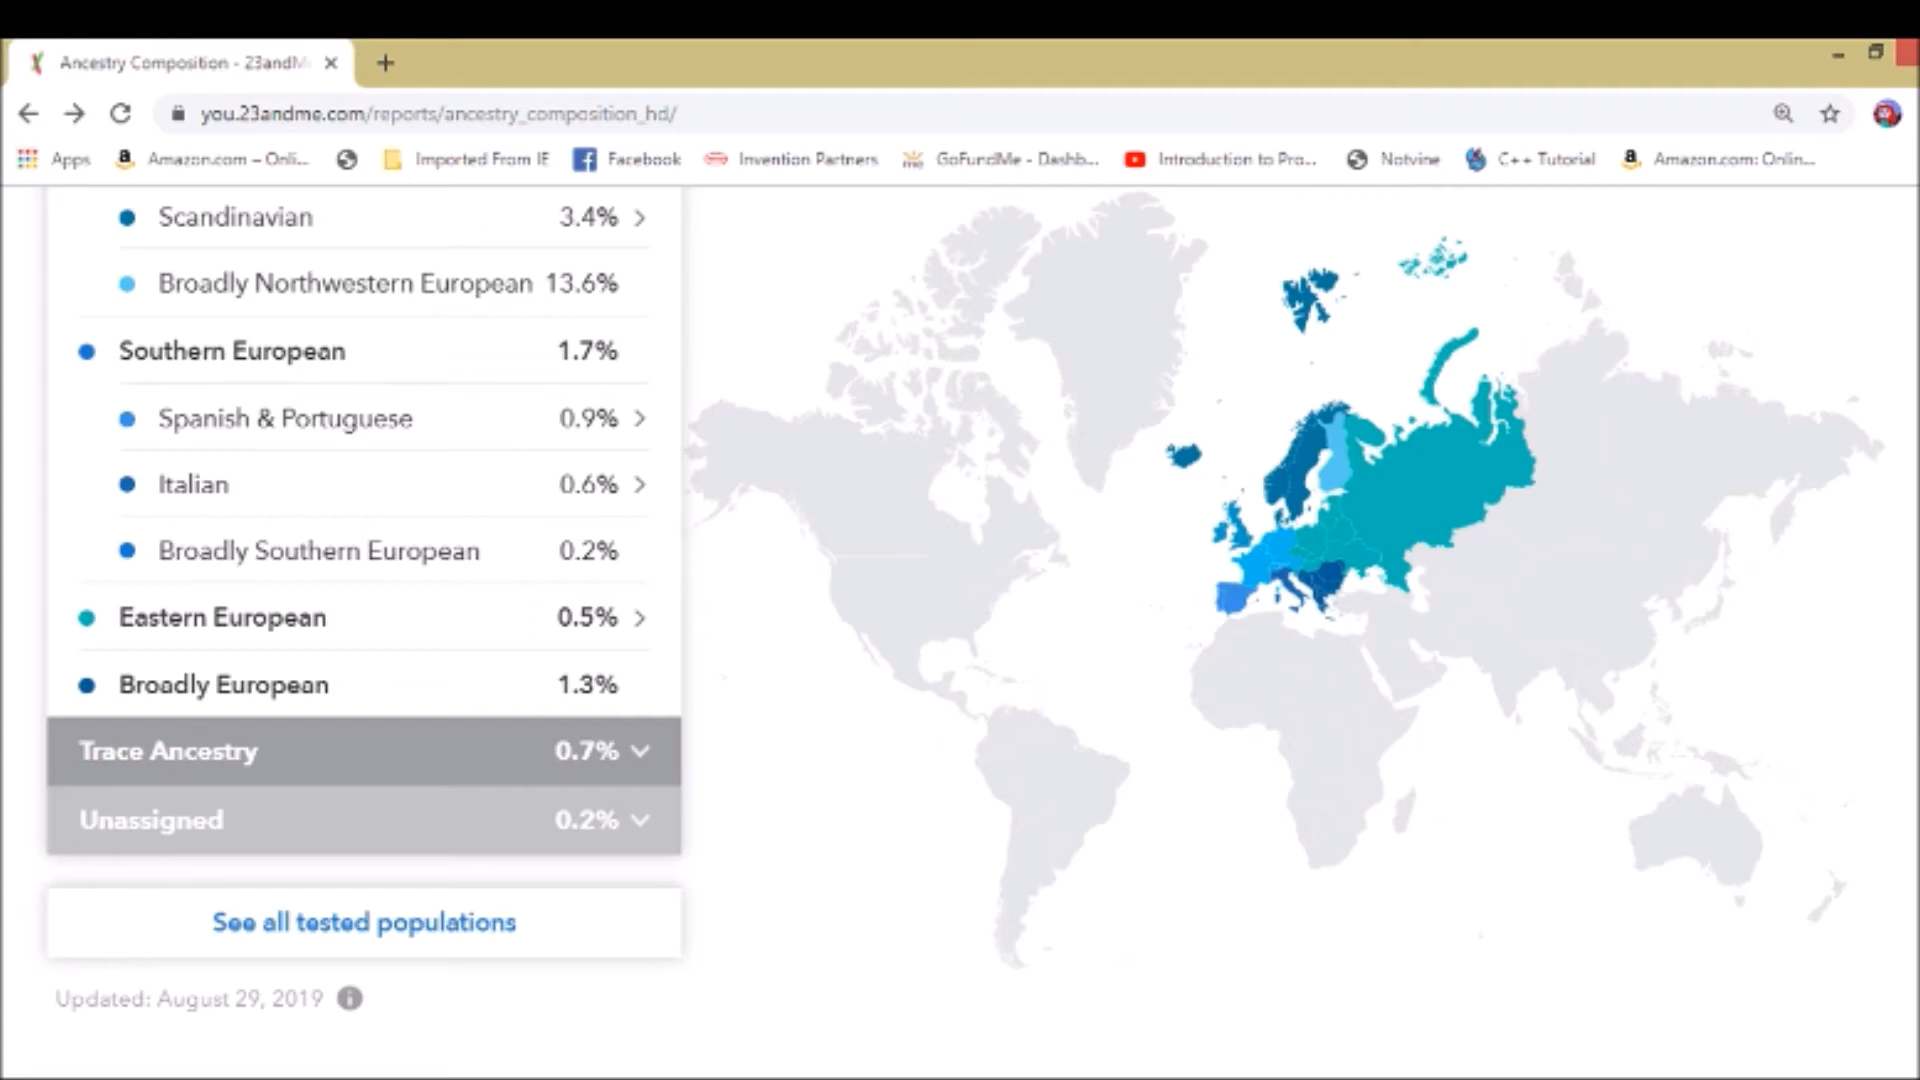 Ancestry Composition - 23andM
you.23andme.com/reports/ancestry_composition_hd/
Apps Amazon.com – Onli... Imported From IE Facebook Invention Partners GoFundMe - Dashb... Introduction to Pro... Notvine C++ Tutorial Amazon.com: Onlin...
Scandinavian 3.4%
Broadly Northwestern European 13.6%
Southern European 1.7%
Spanish & Portuguese 0.9%
Italian 0.6%
Broadly Southern European 0.2%
Eastern European 0.5%
Broadly European 1.3%
Trace Ancestry 0.7%
Unassigned 0.2%
See all tested populations
Updated: August 29, 2019